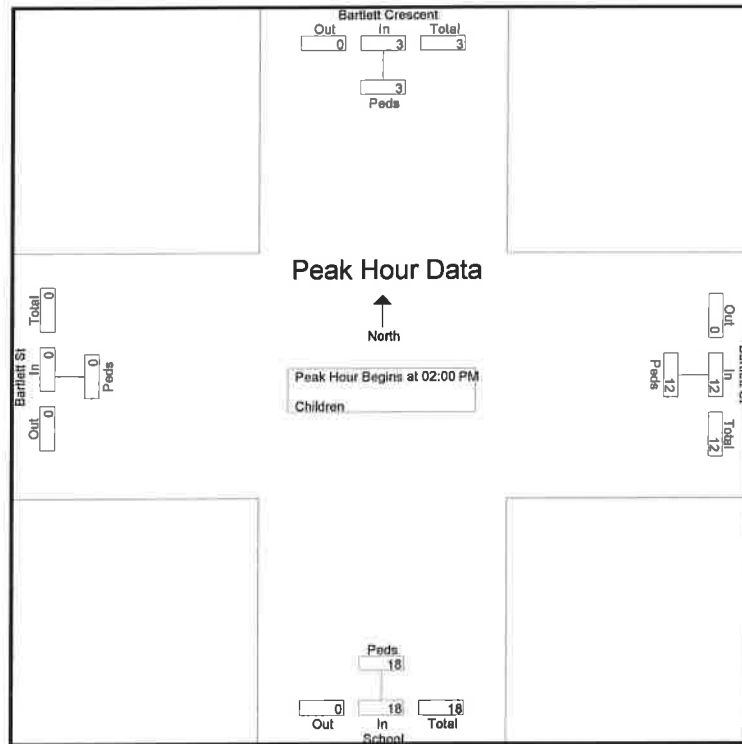 Bartlett Crescent
Out In Total
0 3 3
3
Peds
Peak Hour Data
North
Peak Hour Begins at 02:00 PM
Children
Bartlett St
Total 0
In 0
Out 0
Peds 0
Out 0
In 12
Total 12
Peds 12
Peds
18
0 18 18
Out In Total
School